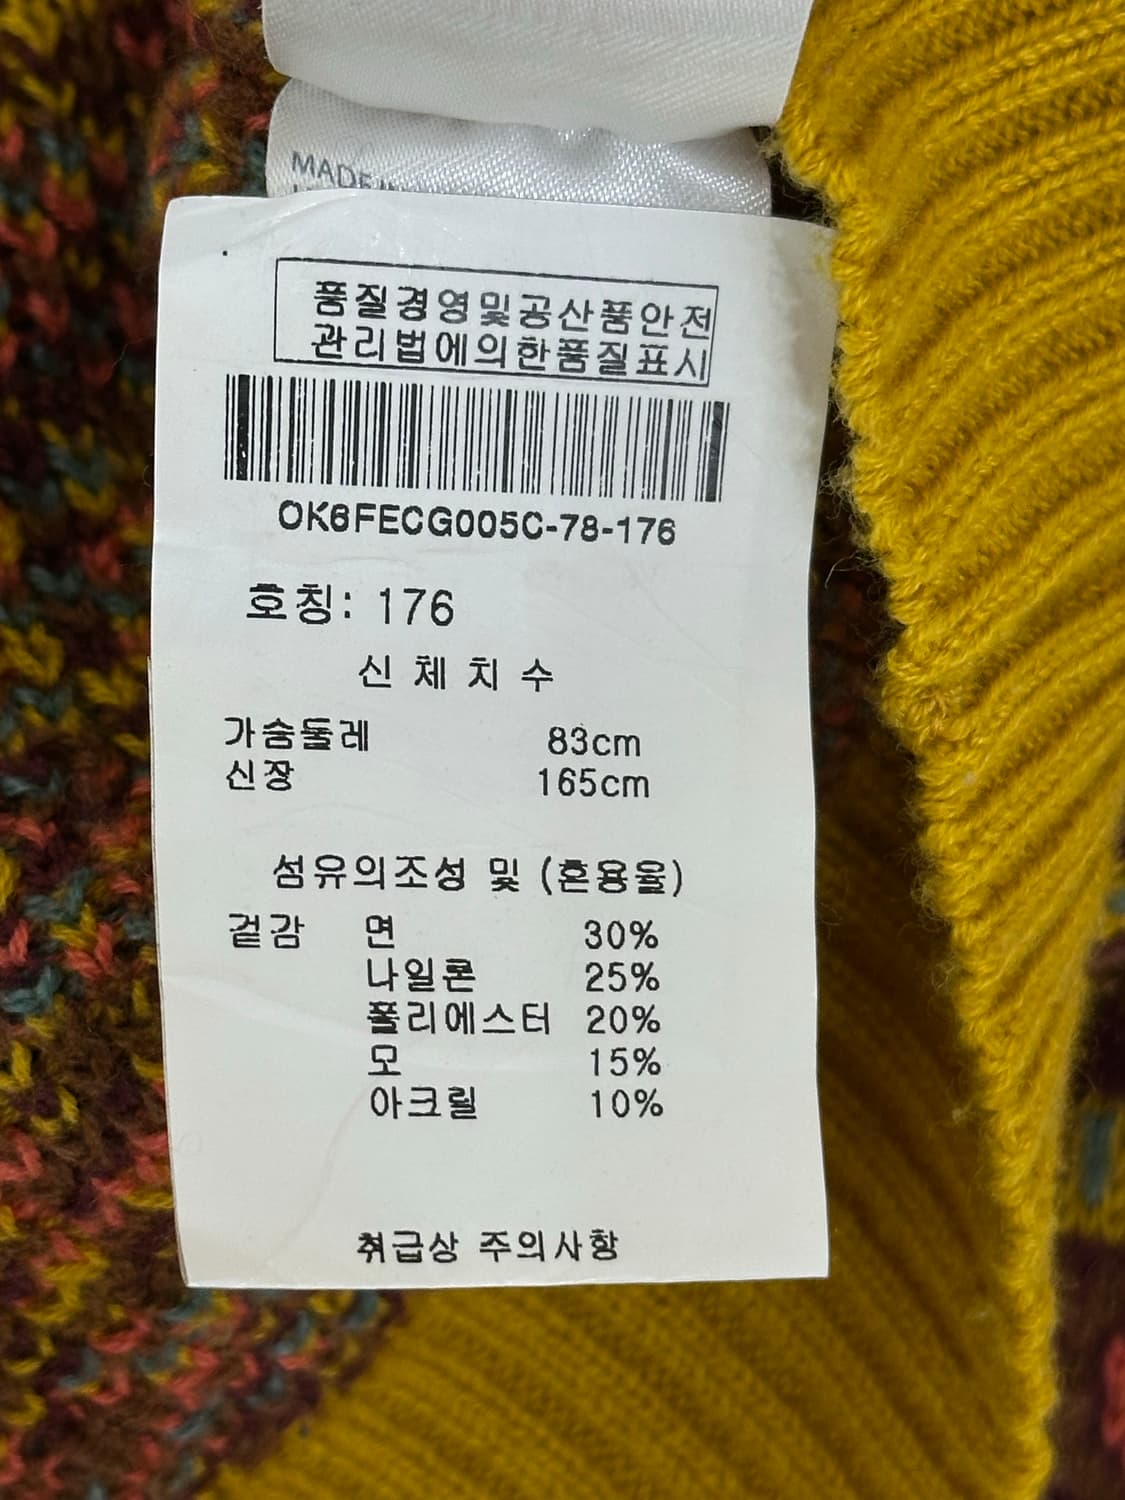 MADE IN
품질경영및공산품안전
관리법에의한품질표시
OK6FECG005C-78-176
호칭: 176
신체치수
가슴둘레 83cm
신장 165cm
섬유의조성 및 (혼용율)
겉감 면 30%
나일론 25%
폴리에스터 20%
모 15%
아크릴 10%
취급상 주의사항